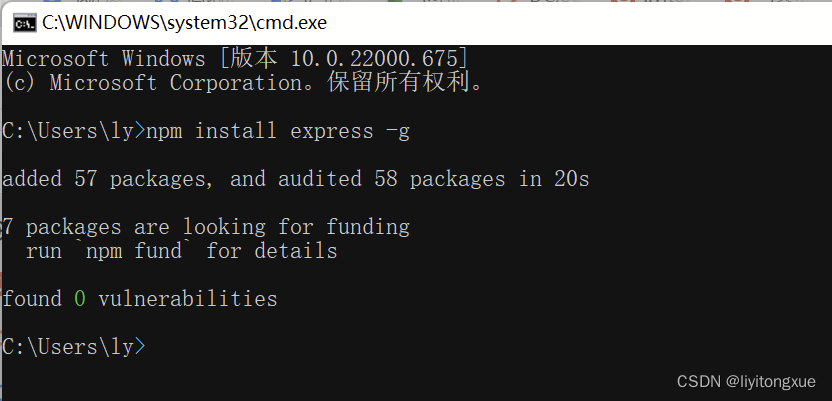 C:\WINDOWS\system32\cmd.exe
Microsoft Windows [版本 10.0.22000.675]
(c) Microsoft Corporation。保留所有权利。
C:\Users\ly>npm install express -g
added 57 packages, and audited 58 packages in 20s
7 packages are looking for funding
  run `npm fund` for details
found 0 vulnerabilities
C:\Users\ly>
CSDN @liyitongxue